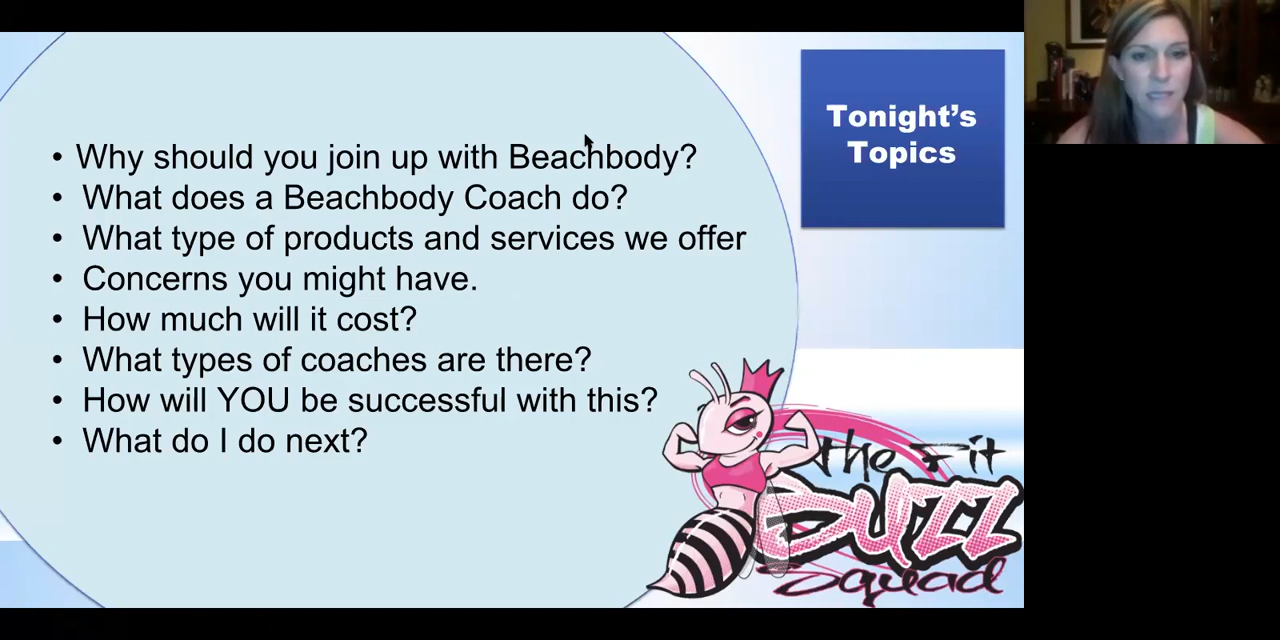 Tonight's
Topics
• Why should you join up with Beachbody?
• What does a Beachbody Coach do?
• What type of products and services we offer
• Concerns you might have.
• How much will it cost?
• What types of coaches are there?
• How will YOU be successful with this?
• What do I do next?
The Fit
BUZZ
Squad